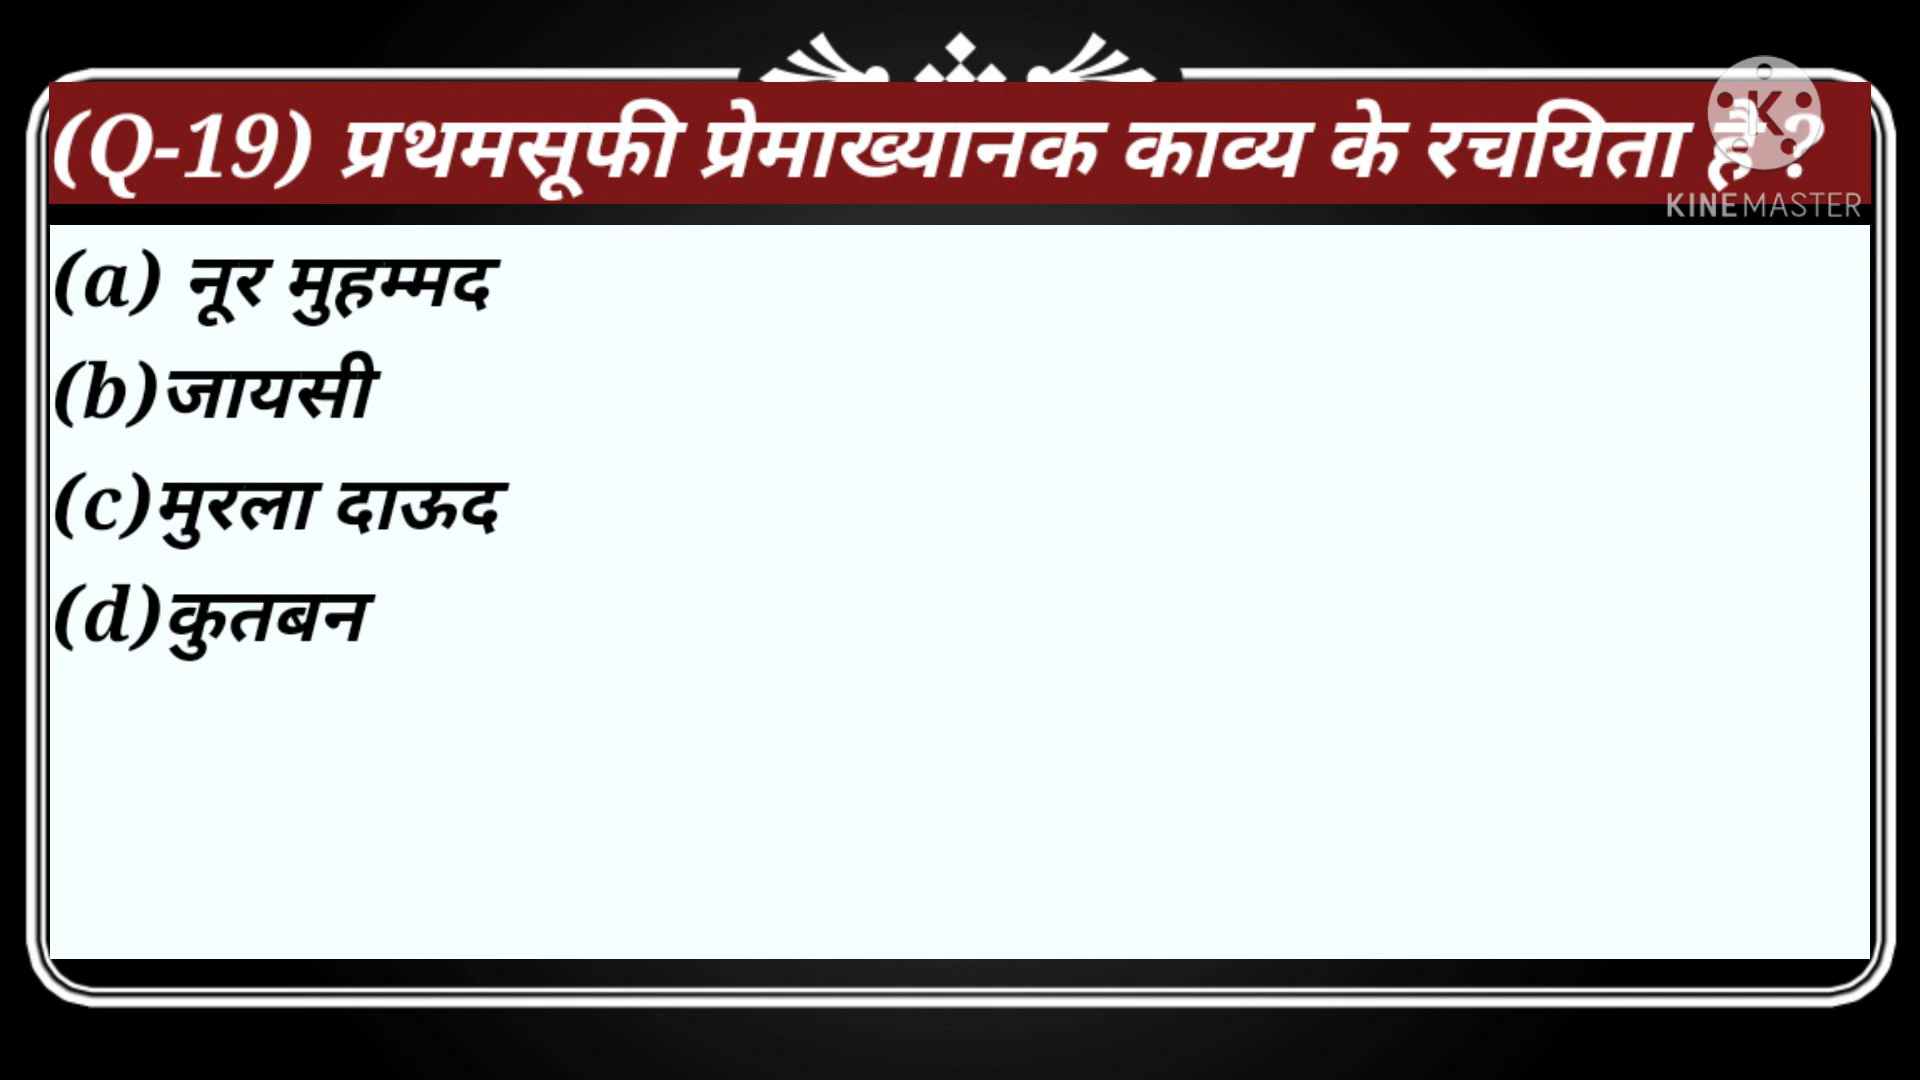 (Q-19) प्रथमसूफी प्रेमाख्यानक काव्य के रचयिता है ?
KINEMASTER
(a) नूर मुहम्मद
(b)जायसी
(c)मुरला दाऊद
(d)कुतबन